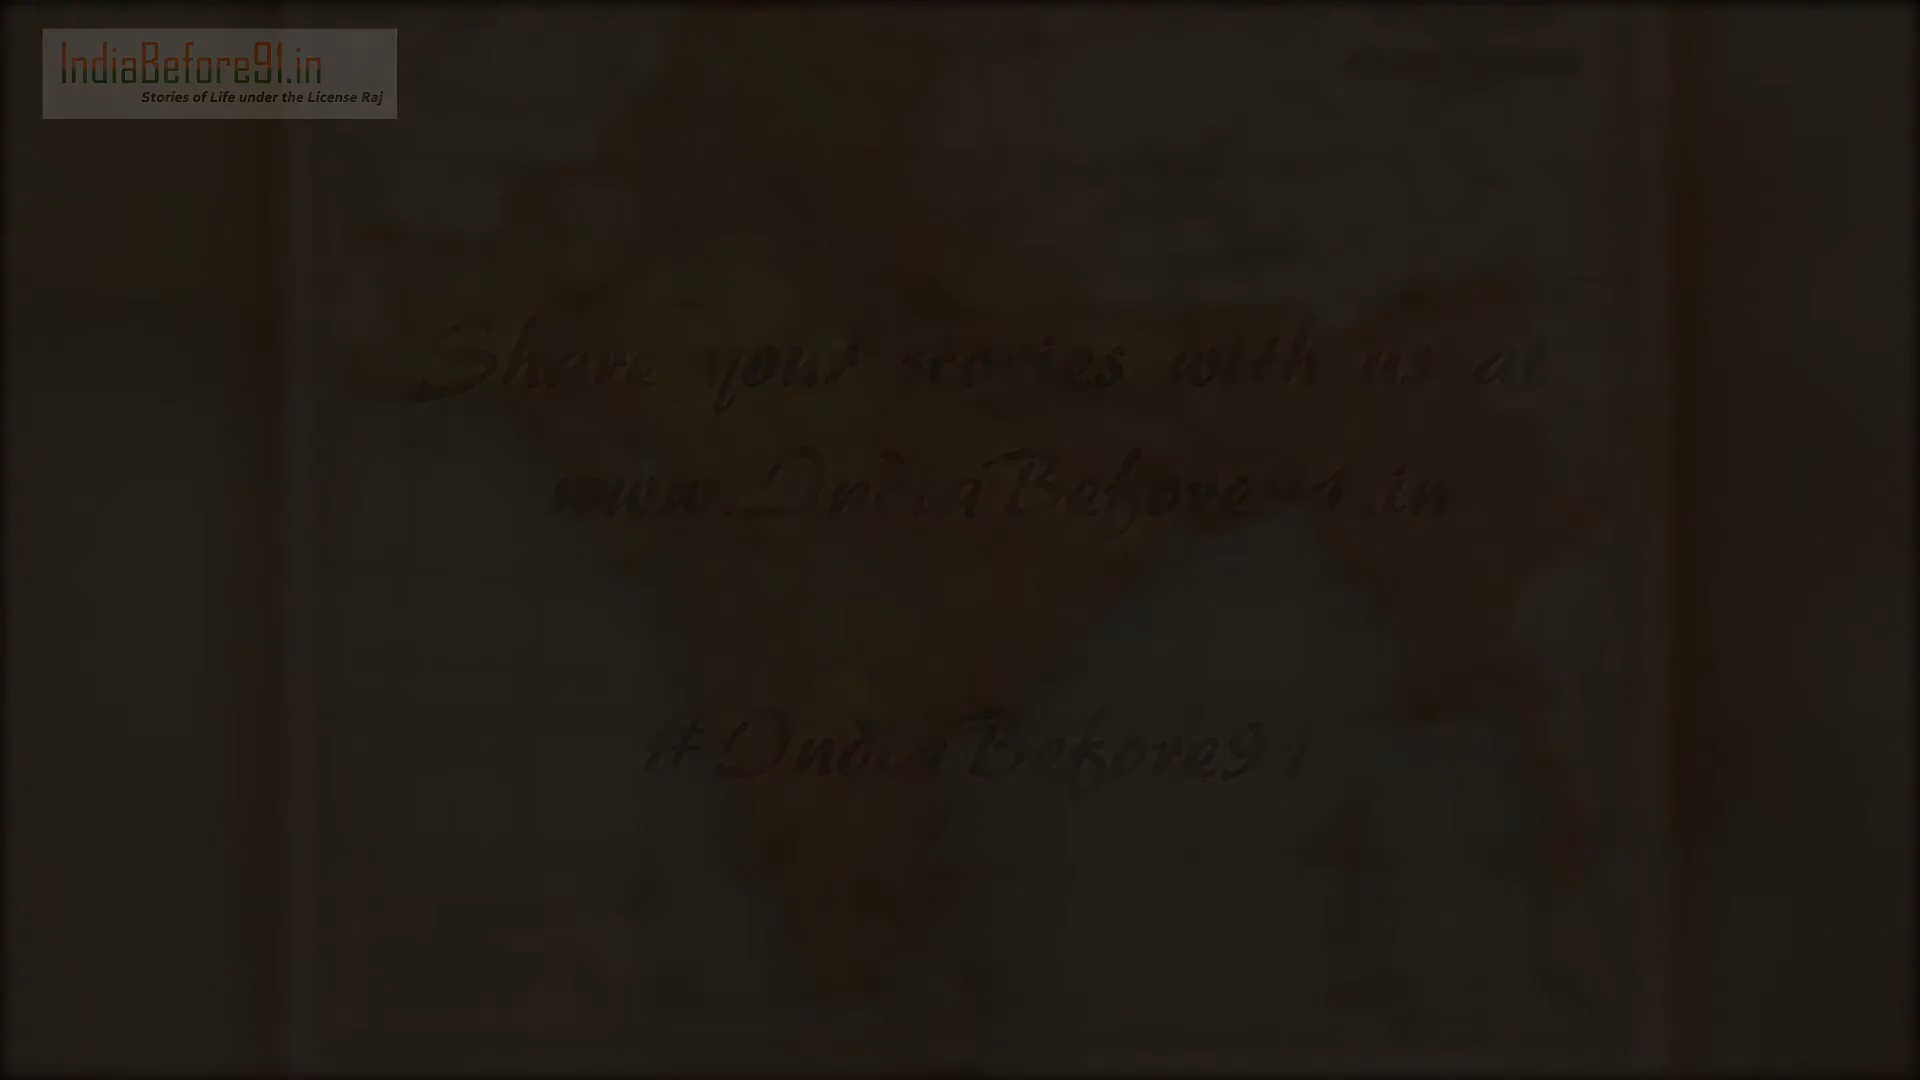 IndiaBefore91.in
Stories of Life under the License Raj
Share your stories with us at
www.IndiaBefore91.in
#IndiaBefore91